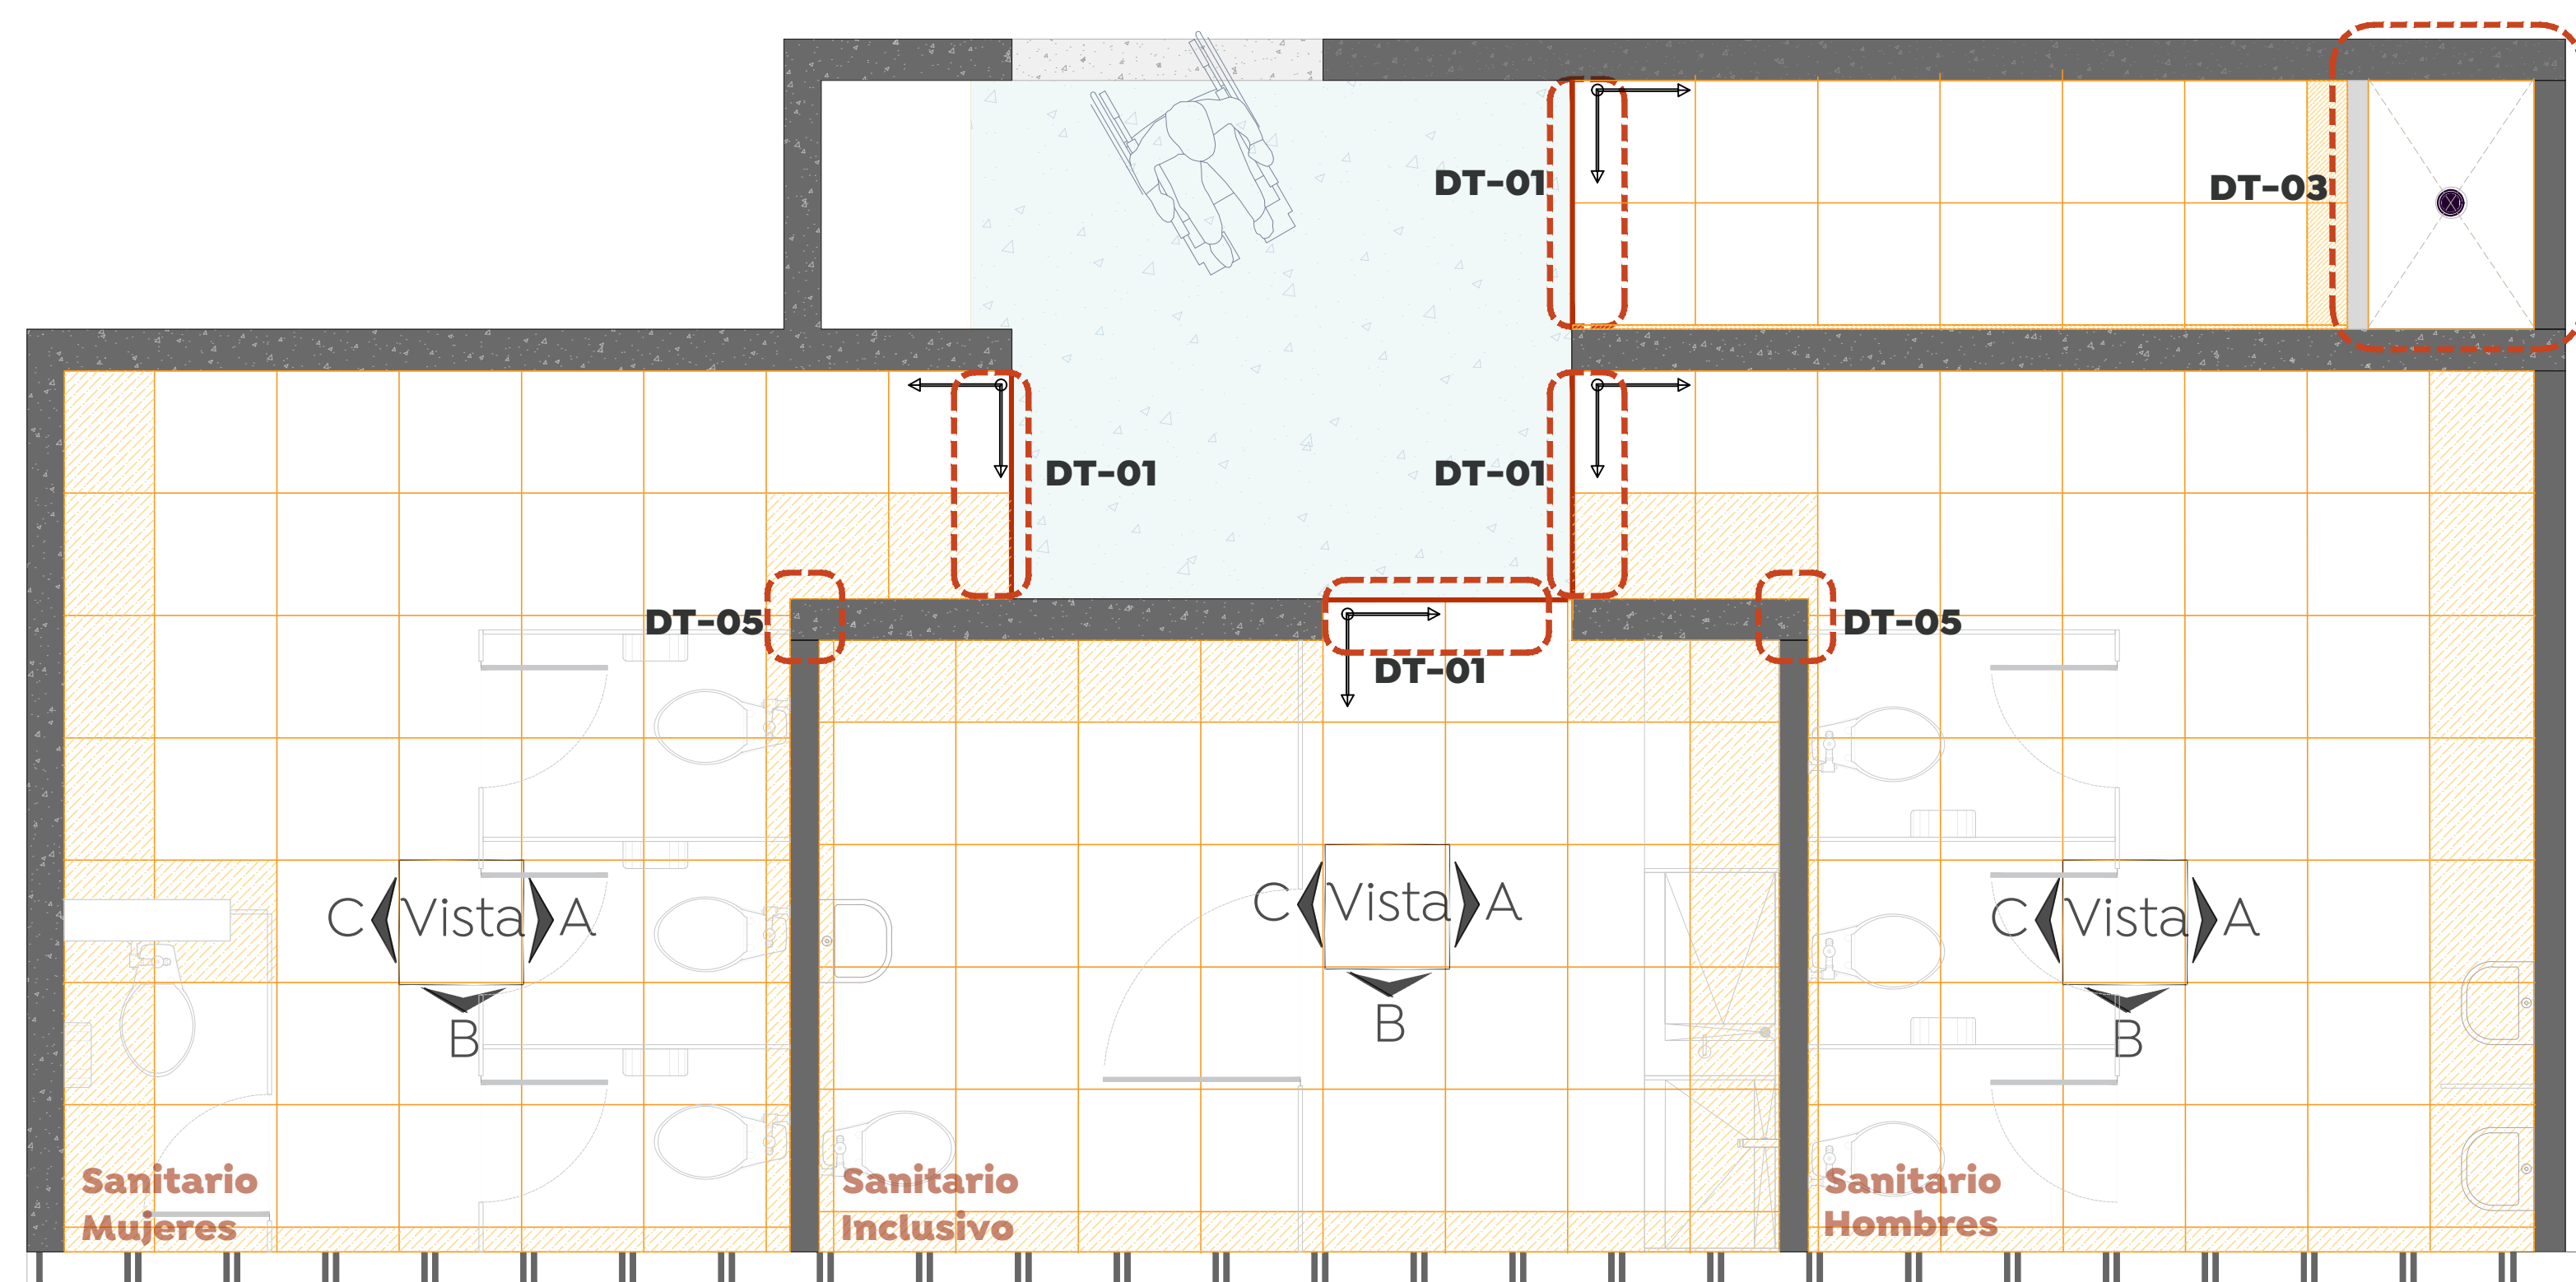 DT-01
DT-03
DT-01
DT-01
DT-05
DT-05
DT-01
C Vista A
B
C Vista A
B
C Vista A
B
Sanitario
Mujeres
Sanitario
Inclusivo
Sanitario
Hombres